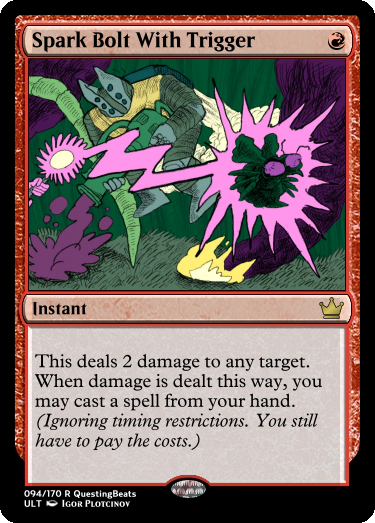 Spark Bolt With Trigger
Instant
This deals 2 damage to any target.
When damage is dealt this way, you
may cast a spell from your hand.
(Ignoring timing restrictions. You still
have to pay the costs.)
094/170 R QuestingBeats
ULT Igor Plotcinov